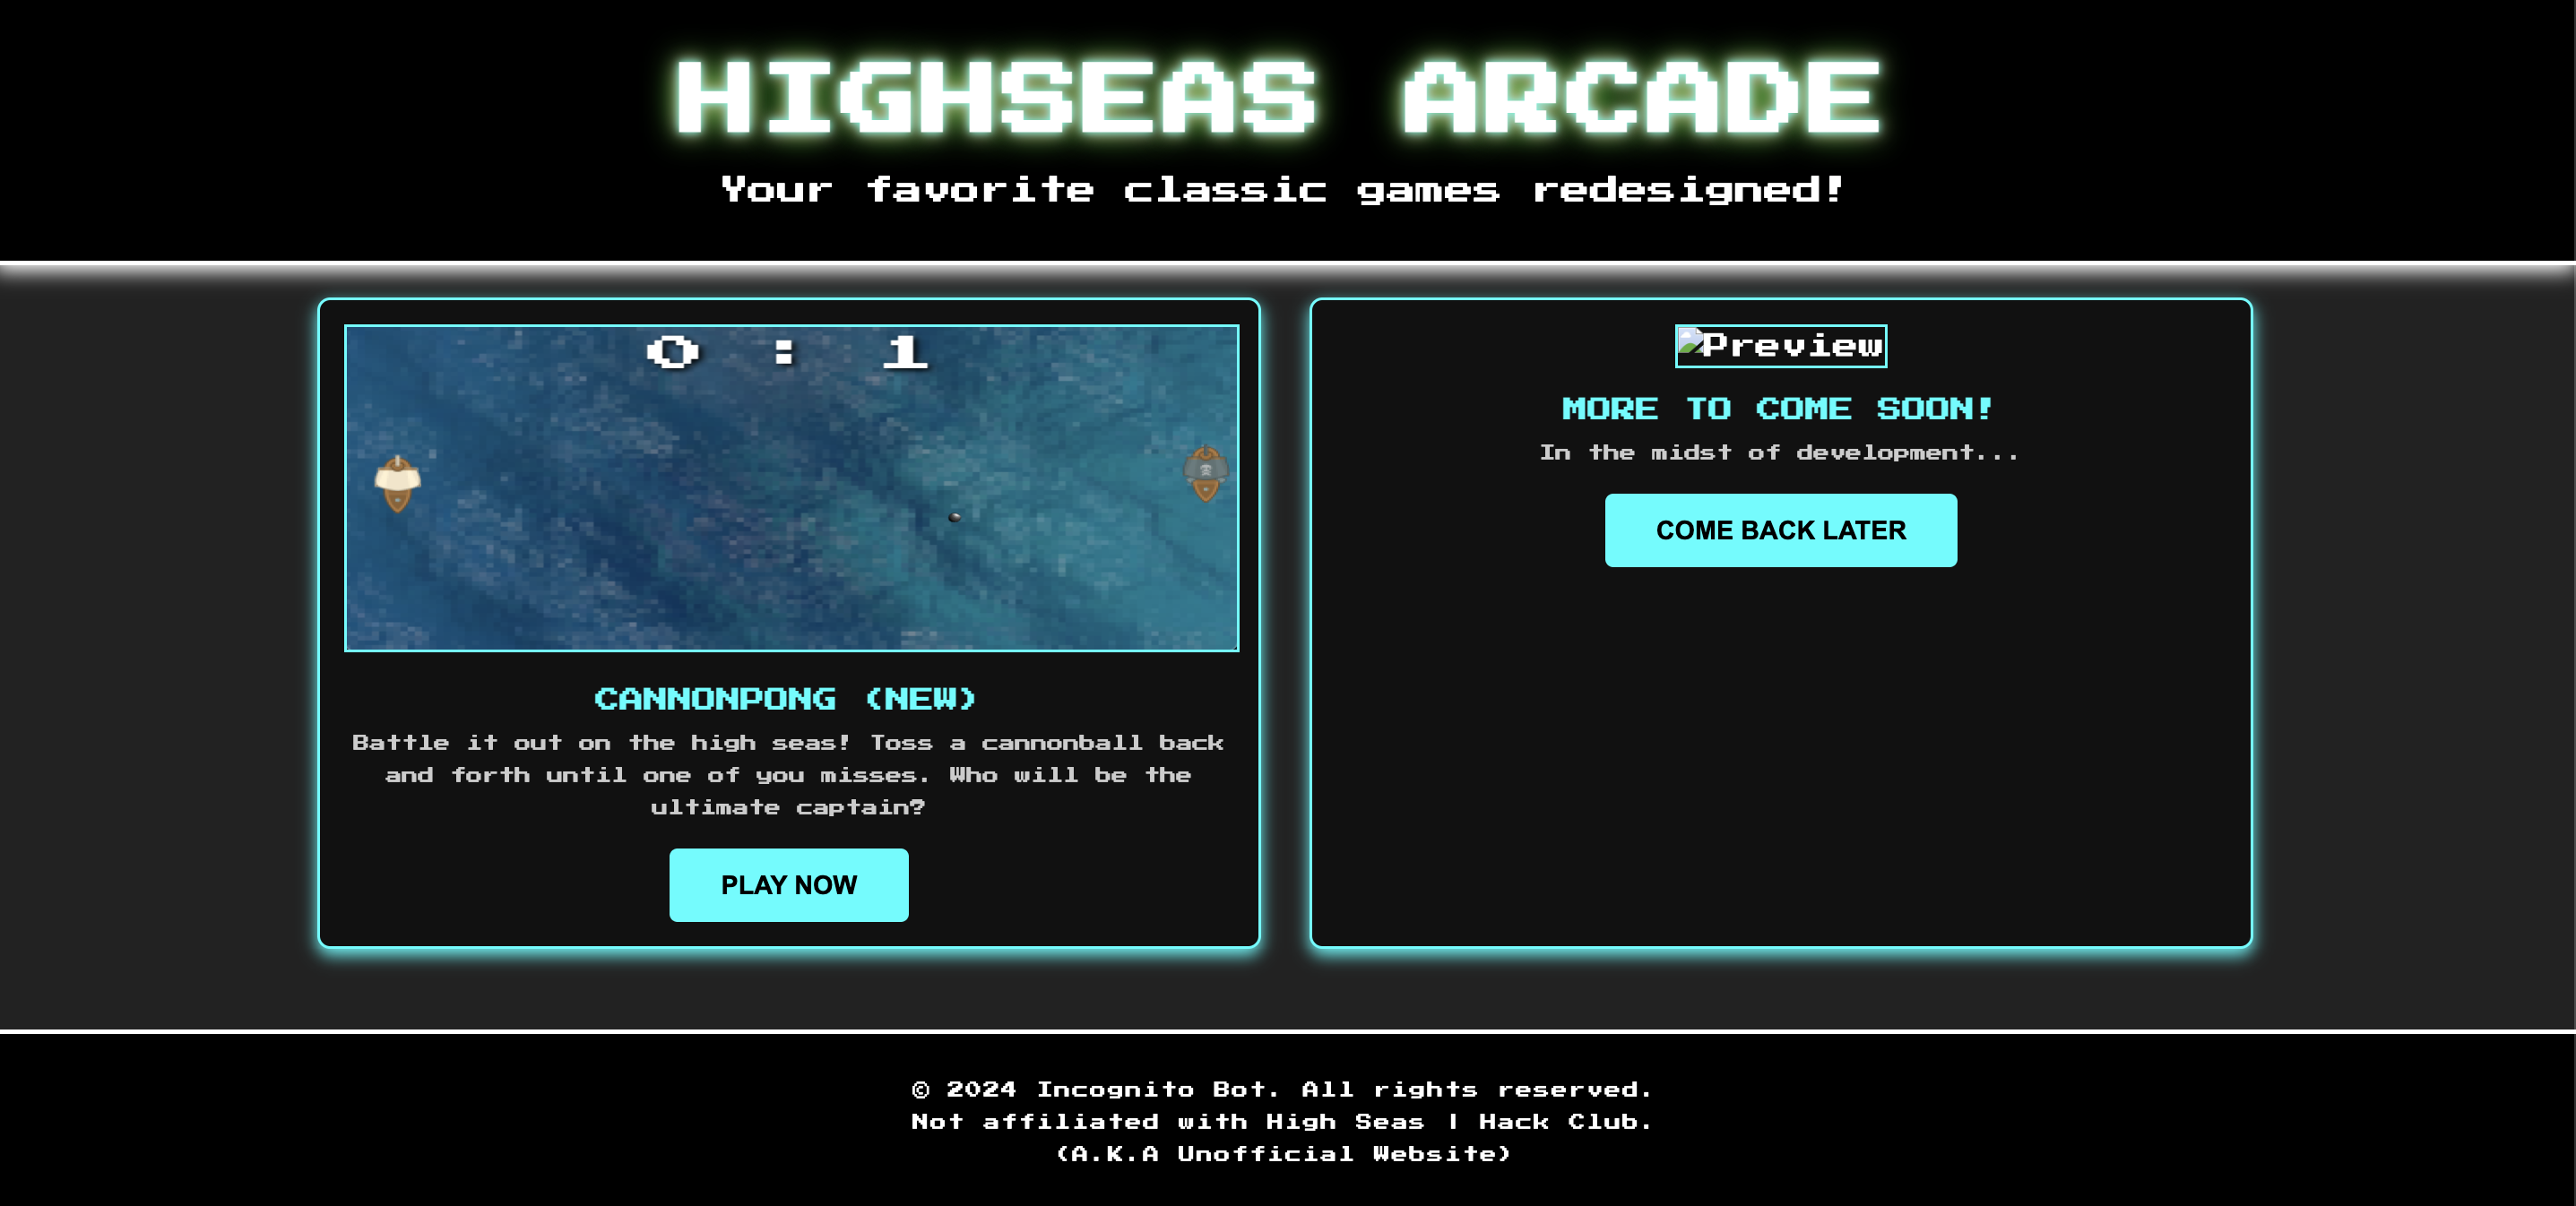 HIGHSEAS ARCADE
Your favorite classic games redesigned!
0 : 1
CANNONPONG (NEW)
Battle it out on the high seas! Toss a cannonball back
and forth until one of you misses. Who will be the
ultimate captain?
PLAY NOW
Preview
MORE TO COME SOON!
In the midst of development...
COME BACK LATER
© 2024 Incognito Bot. All rights reserved.
Not affiliated with High Seas | Hack Club.
(A.K.A Unofficial Website)